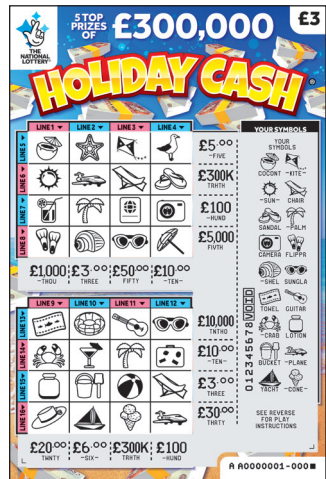 THE
NATIONAL
LOTTERY®
5 TOP
PRIZES
OF
£300,000
£3
HOLIDAY CASH
LINE 1 LINE 2 LINE 3 LINE 4
LINE 5
LINE 6
LINE 7
LINE 8
£5.00
-FIVE
£300K
TRHTH
£100
-HUND
£5,000
FIVTH
£1,000 £3.00 £50.00 £10.00
-THOU THREE FIFTY -TEN-
LINE 9 LINE 10 LINE 11 LINE 12
LINE 13
LINE 14
LINE 15
LINE 16
£10,000
TNTHO
£10.00
-TEN-
£3.00
THREE
£30.00
THRTY
£20.00 £6.00 £300K £100
TWNTY -SIX- TRHTH -HUND
YOUR SYMBOLS
YOUR
SYMBOLS
COCONT -KITE-
-SUN- CHAIR
SANDAL -PALM
CAMERA FLIPPR
-SHEL SUNGLA
TOWEL GUITAR
-CRAB LOTION
BUCKET -PLANE
YACHT -CONE-
SEE REVERSE
FOR PLAY
INSTRUCTIONS
VOID
012345678
A A0000001-000